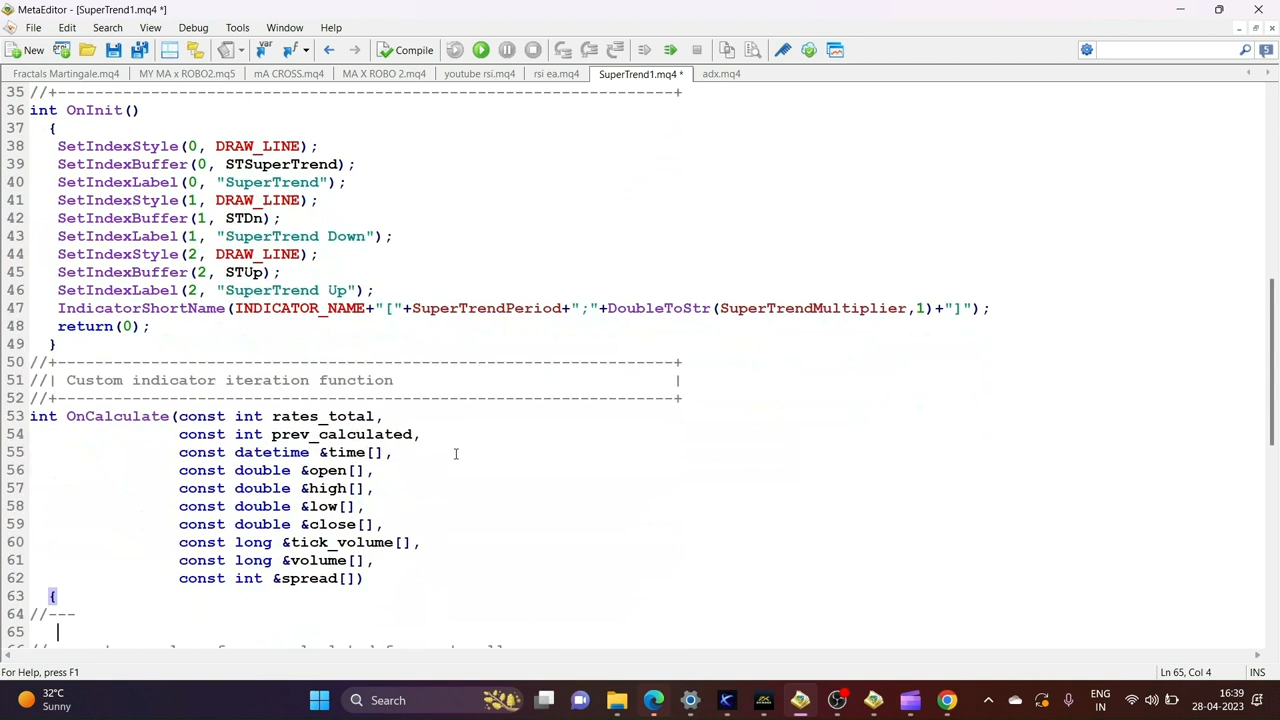 MetaEditor - [SuperTrend1.mq4 *]
File Edit Search View Debug Tools Window Help
New Compile 5
Fractals Martingale.mq4 MY MA x ROBO2.mq5 mA CROSS.mq4 MA X ROBO 2.mq4 youtube rsi.mq4 rsi ea.mq4 SuperTrend1.mq4 * adx.mq4
35 //+------------------------------------------------------------------+
36 int OnInit()
37 {
38 SetIndexStyle(0, DRAW_LINE);
39 SetIndexBuffer(0, STSuperTrend);
40 SetIndexLabel(0, "SuperTrend");
41 SetIndexStyle(1, DRAW_LINE);
42 SetIndexBuffer(1, STDn);
43 SetIndexLabel(1, "SuperTrend Down");
44 SetIndexStyle(2, DRAW_LINE);
45 SetIndexBuffer(2, STUp);
46 SetIndexLabel(2, "SuperTrend Up");
47 IndicatorShortName(INDICATOR_NAME+"["+SuperTrendPeriod+";"+DoubleToStr(SuperTrendMultiplier,1)+"]");
48 return(0);
49 }
50 //+------------------------------------------------------------------+
51 //| Custom indicator iteration function |
52 //+------------------------------------------------------------------+
53 int OnCalculate(const int rates_total,
54 const int prev_calculated,
55 const datetime &time[],
56 const double &open[],
57 const double &high[],
58 const double &low[],
59 const double &close[],
60 const long &tick_volume[],
61 const long &volume[],
62 const int &spread[])
63 {
64 //---
65
For Help, press F1 Ln 65, Col 4 INS
32°C
Sunny
Search
ENG
IN
16:39
28-04-2023